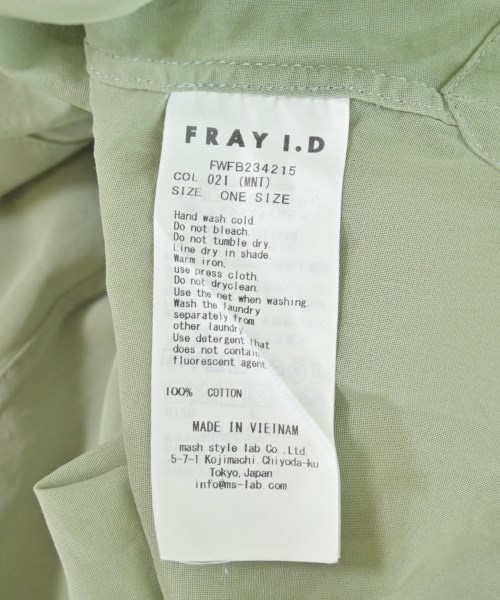 FRAY I.D
FWFB234215
COL 021 (MNT)
SIZE ONE SIZE
Hand wash cold.
Do not bleach.
Do not tumble dry.
Line dry in shade.
Warm iron.
use press cloth.
Do not dryclean.
Use the net when washing.
Wash the laundry
separately from
other laundry.
Use detergent that
does not contain
fluorescent agent.
100% COTTON
MADE IN VIETNAM
mash style lab Co.,Ltd.
5-7-1 Kojimachi,Chiyoda-ku
Tokyo,Japan
info@ms-lab.com